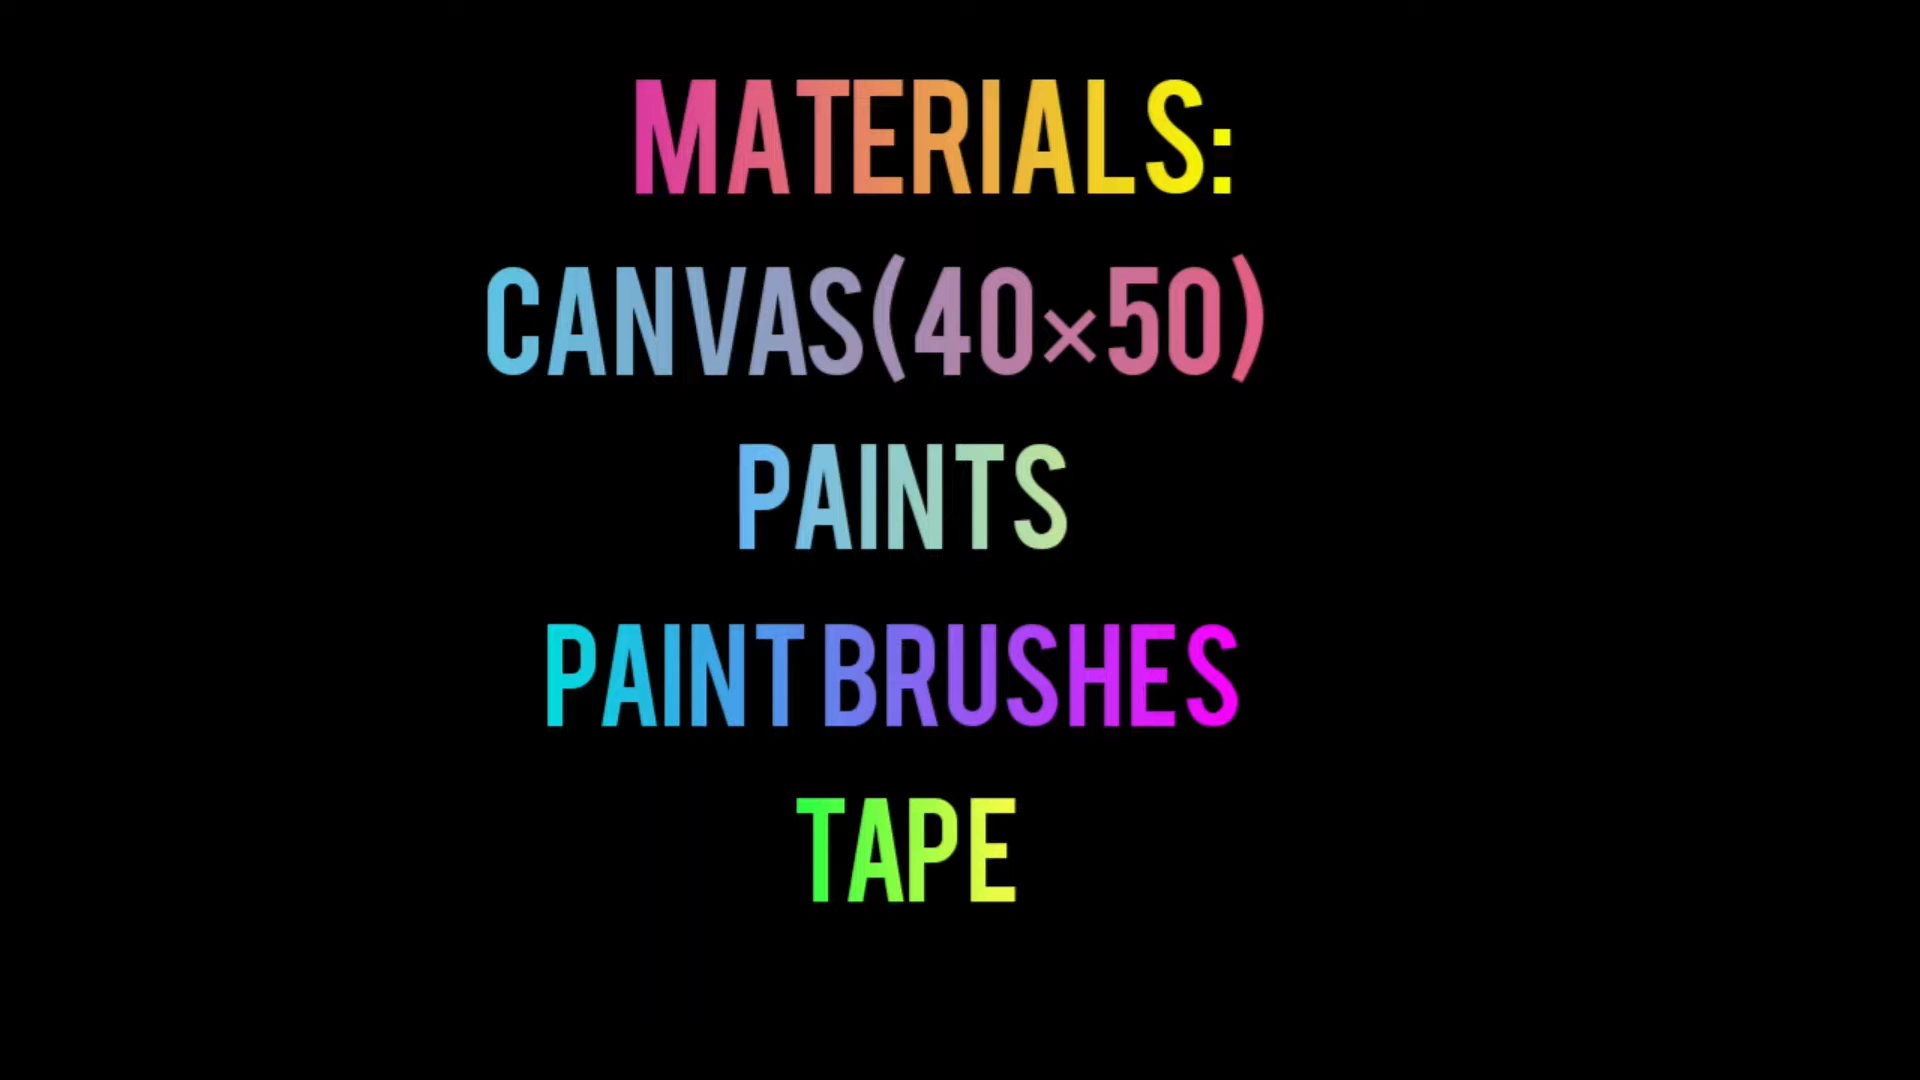 MATERIALS:
CANVAS(40×50)
PAINTS
PAINT BRUSHES
TAPE